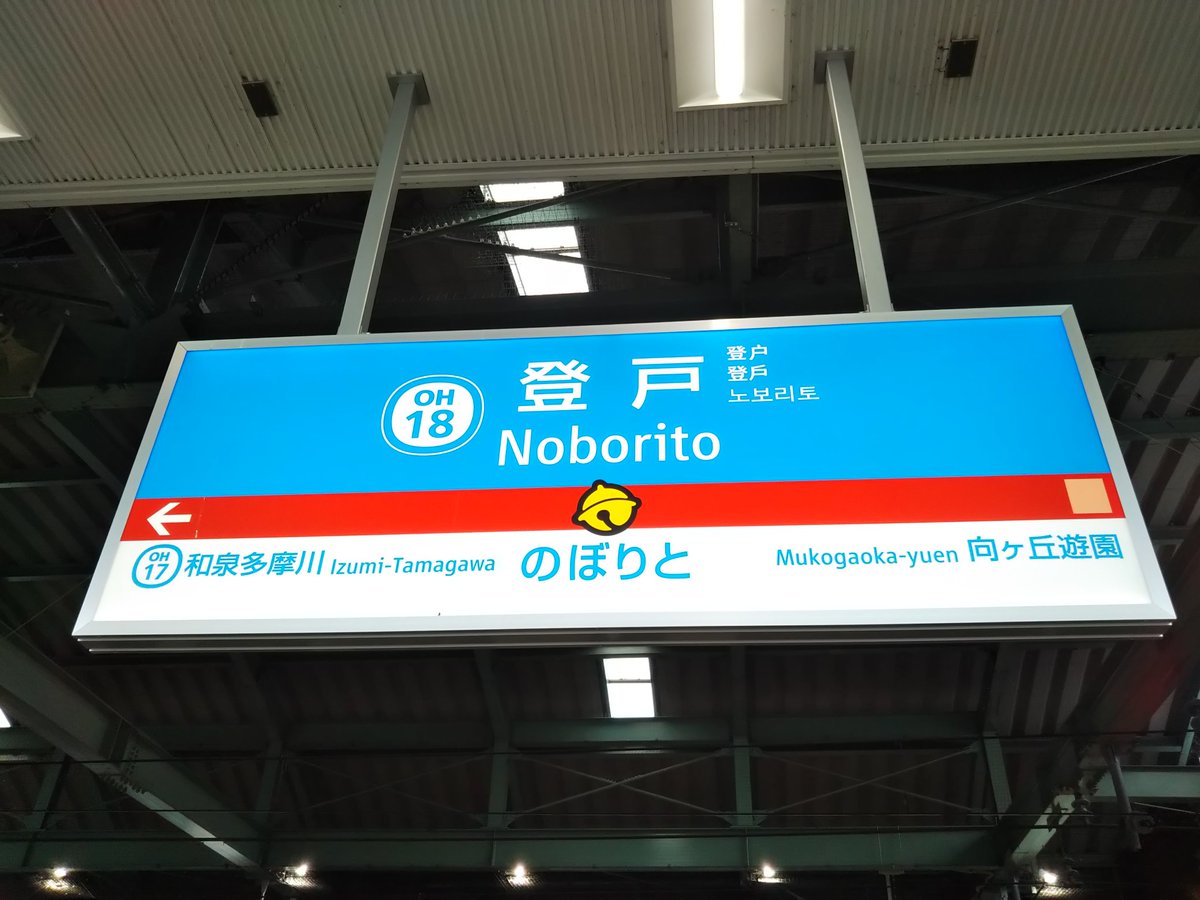 OH
18
登戸
登户
登戶
노보리토
Noborito
OH
17
和泉多摩川 Izumi-Tamagawa
のぼりと
Mukogaoka-yuen 向ヶ丘遊園